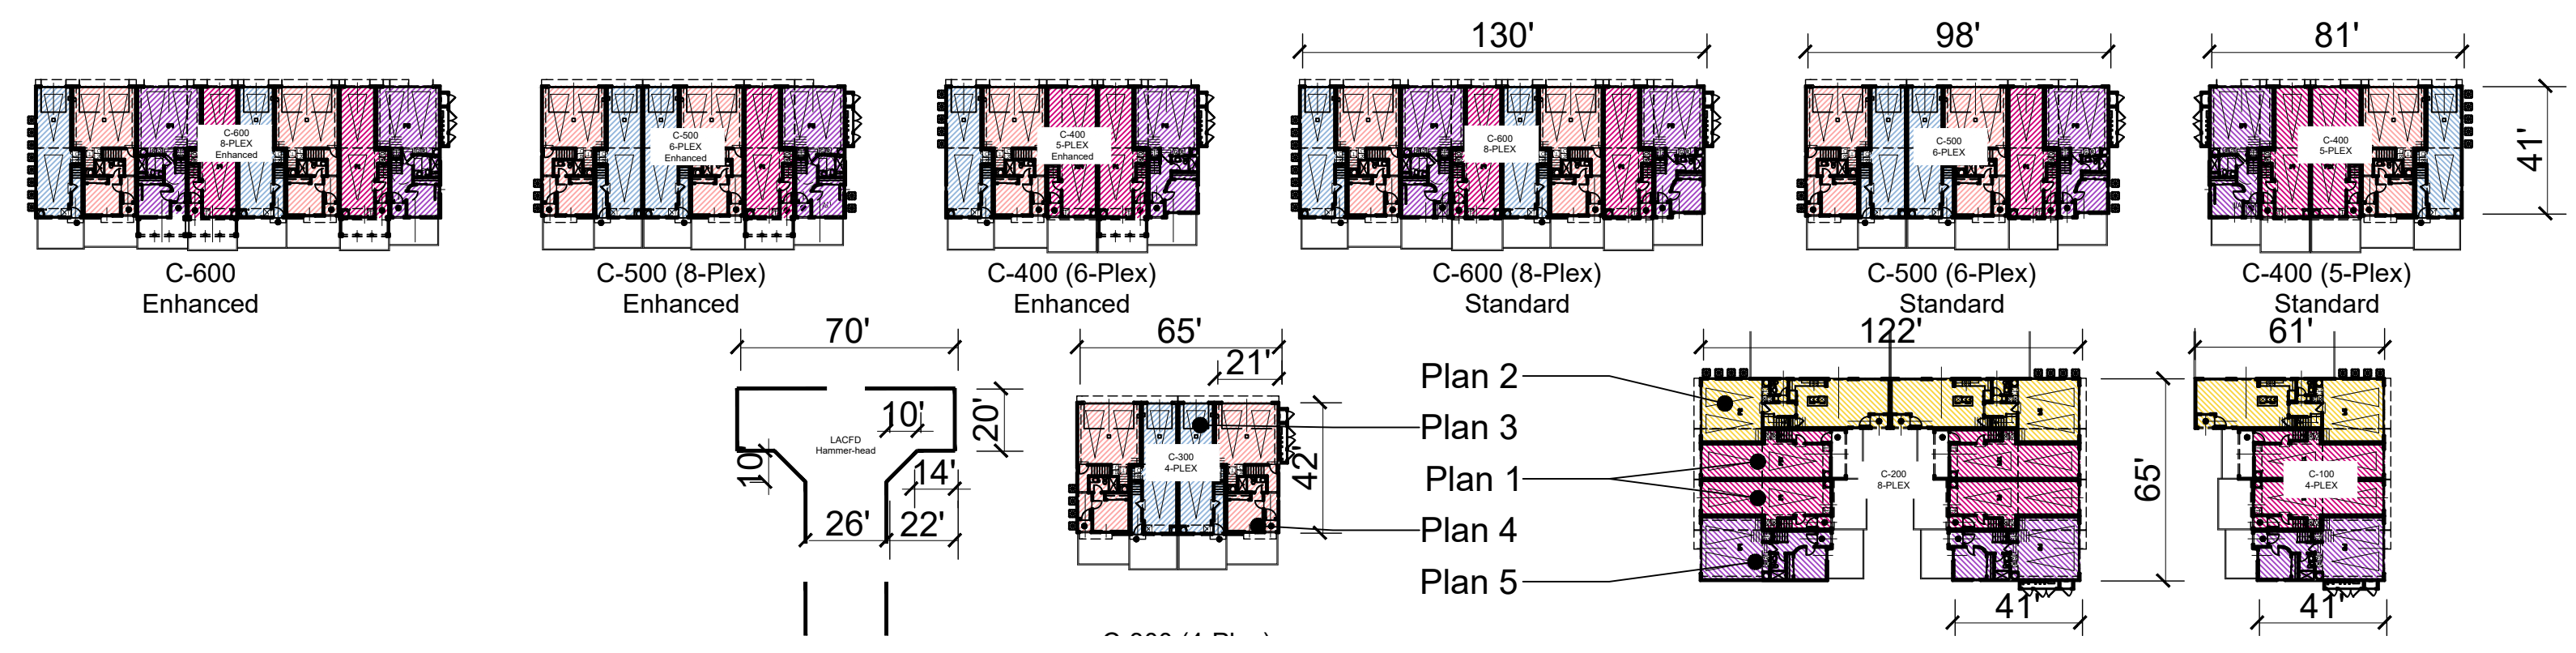 130'
98'
81'
41'
C-600
8-PLEX
Enhanced
C-500
6-PLEX
Enhanced
C-400
5-PLEX
Enhanced
C-600
8-PLEX
C-500
6-PLEX
C-400
5-PLEX
C-600
Enhanced
C-500 (8-Plex)
Enhanced
C-400 (6-Plex)
Enhanced
C-600 (8-Plex)
Standard
C-500 (6-Plex)
Standard
C-400 (5-Plex)
Standard
70'
20'
10'
LACFD
Hammer-head
10'
14'
26'
22'
65'
21'
42'
C-300
4-PLEX
Plan 2
Plan 3
Plan 1
Plan 4
Plan 5
122'
65'
C-200
8-PLEX
41'
61'
C-100
4-PLEX
41'